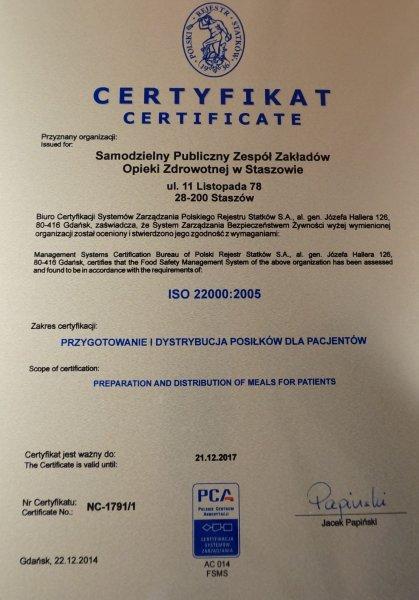 POLSKI REJESTR STATKÓW
1936
CERTYFIKAT
CERTIFICATE
Przyznany organizacji:
Issued for:
Samodzielny Publiczny Zespół Zakładów
Opieki Zdrowotnej w Staszowie
ul. 11 Listopada 78
28-200 Staszów
Biuro Certyfikacji Systemów Zarządzania Polskiego Rejestru Statków S.A., al. gen. Józefa Hallera 126,
80-416 Gdańsk, zaświadcza, że System Zarządzania Bezpieczeństwem Żywności wyżej wymienionej
organizacji został oceniony i stwierdzono jego zgodność z wymaganiami:
Management Systems Certification Bureau of Polski Rejestr Statków S.A., al. gen. Józefa Hallera 126,
80-416 Gdańsk, certifies that the Food Safety Management System of the above organization has been assessed
and found to be in accordance with the requirements of:
ISO 22000:2005
Zakres certyfikacji:
PRZYGOTOWANIE I DYSTRYBUCJA POSIŁKÓW DLA PACJENTÓW
Scope of certification:
PREPARATION AND DISTRIBUTION OF MEALS FOR PATIENTS
Certyfikat jest ważny do:
The Certificate is valid until:
21.12.2017
Nr Certyfikatu:
Certificate No.:
NC-1791/1
PCA
POLSKIE CENTRUM
AKREDYTACJI
CERTYFIKACJA
SYSTEMÓW
ZARZĄDZANIA
AC 014
FSMS
Papiński
Jacek Papiński
Gdańsk, 22.12.2014